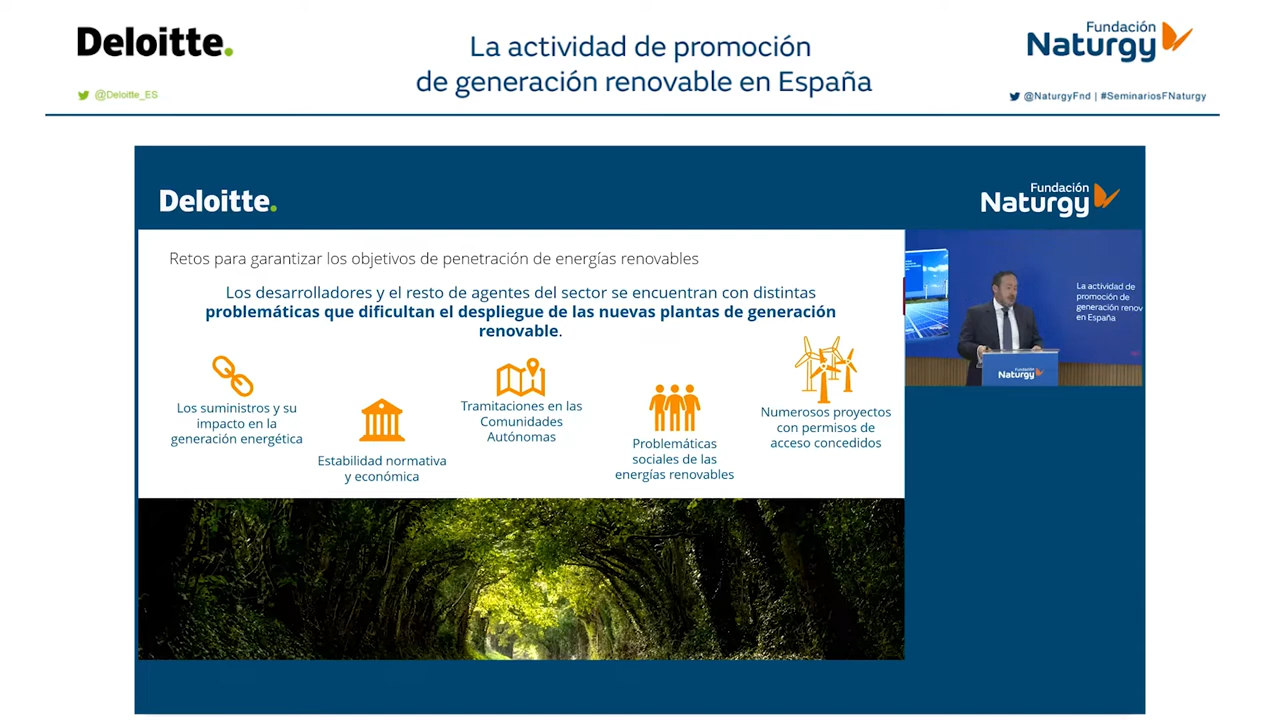 Deloitte.
@Deloitte_ES
La actividad de promoción
de generación renovable en España
Fundación
Naturgy
@NaturgyFnd | #SeminariosFNaturgy
Deloitte.
Fundación
Naturgy
Retos para garantizar los objetivos de penetración de energías renovables
Los desarrolladores y el resto de agentes del sector se encuentran con distintas
problemáticas que dificultan el despliegue de las nuevas plantas de generación
renovable.
Los suministros y su
impacto en la
generación energética
Estabilidad normativa
y económica
Tramitaciones en las
Comunidades
Autónomas
Problemáticas
sociales de las
energías renovables
Numerosos proyectos
con permisos de
acceso concedidos
La actividad de
promoción de
generación renov
en España
Naturgy